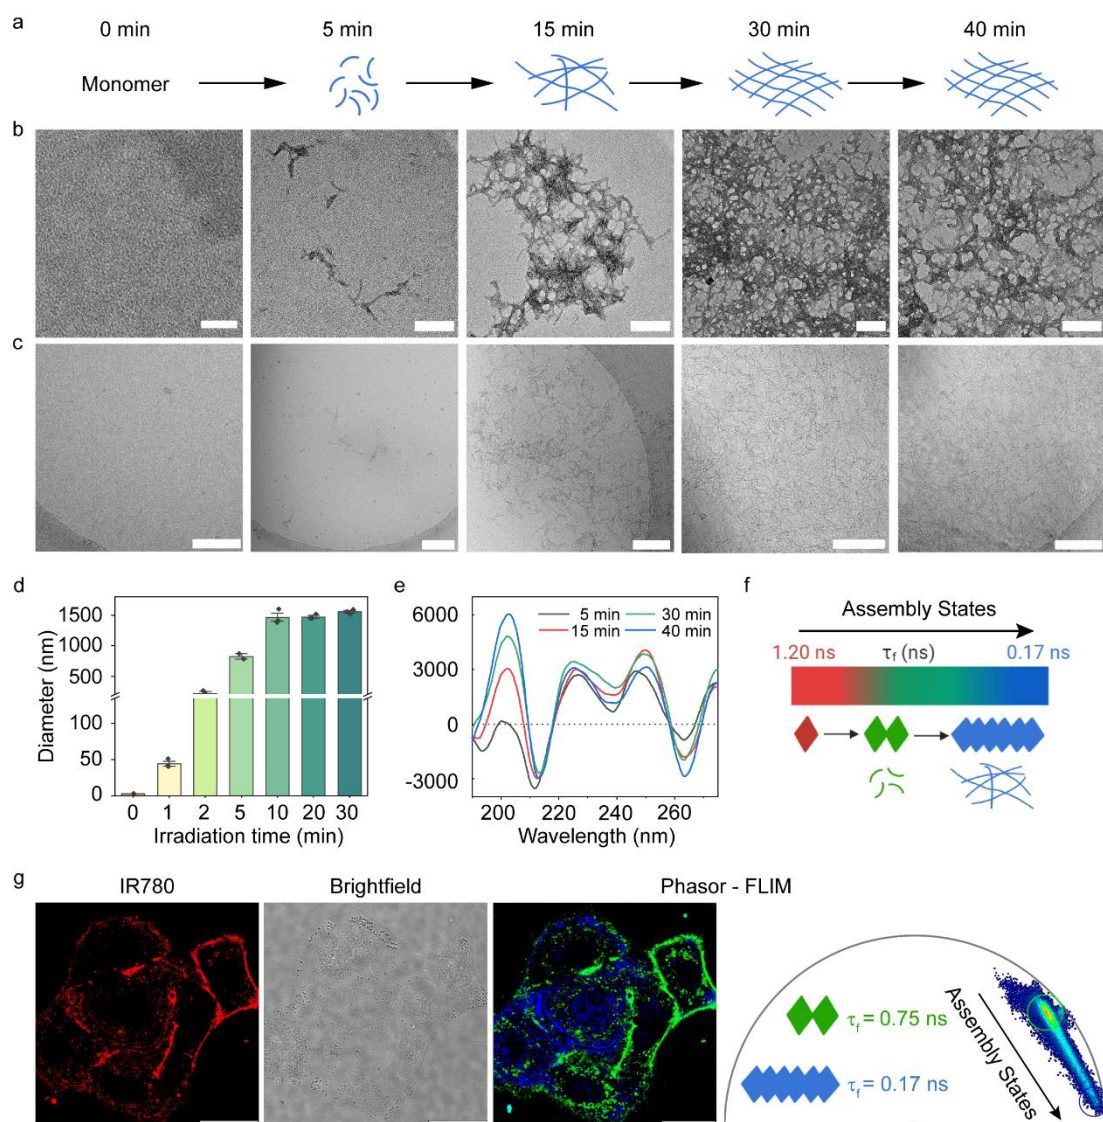 a
0 min 5 min 15 min 30 min 40 min
Monomer
b
c
d
Diameter (nm)
1500
1000
500
100
50
0
0 1 2 5 10 20 30
Irradiation time (min)
e
6000
3000
0
-3000
5 min 30 min
15 min 40 min
200 220 240 260
Wavelength (nm)
f
Assembly States
1.20 ns τf (ns) 0.17 ns
g
IR780 Brightfield Phasor - FLIM
τf = 0.75 ns
τf = 0.17 ns
Assembly States